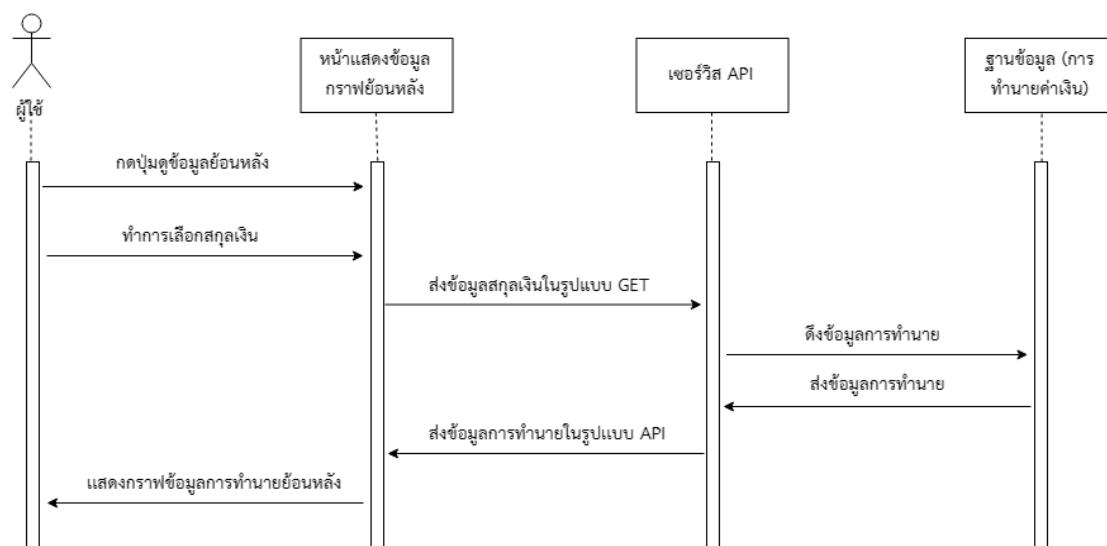 ผู้ใช้
หน้าแสดงข้อมูล
กราฟย้อนหลัง
เซอร์วิส API
ฐานข้อมูล (การ
ทำนายค่าเงิน)
กดปุ่มดูข้อมูลย้อนหลัง
ทำการเลือกสกุลเงิน
ส่งข้อมูลสกุลเงินในรูปแบบ GET
ดึงข้อมูลการทำนาย
ส่งข้อมูลการทำนาย
ส่งข้อมูลการทำนายในรูปแบบ API
แสดงกราฟข้อมูลการทำนายย้อนหลัง